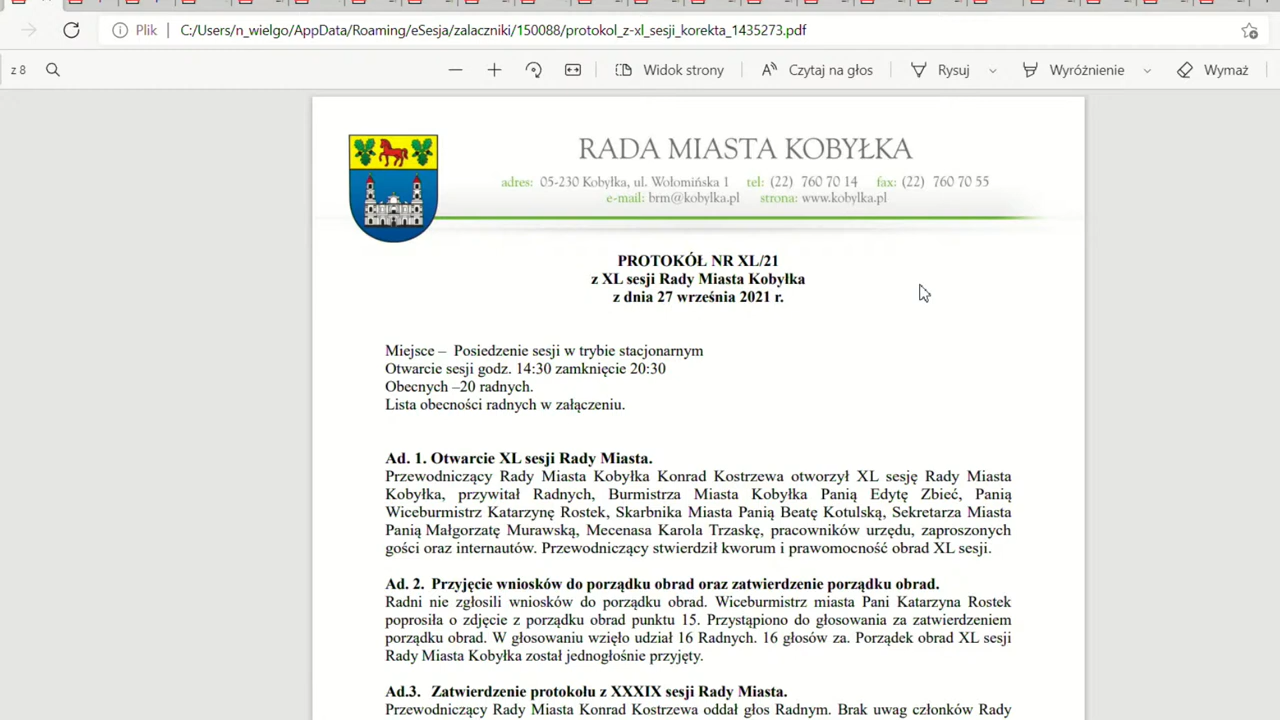 Plik C:/Users/n_wielgo/AppData/Roaming/eSesja/zalaczniki/150088/protokol_z-xl_sesji_korekta_1435273.pdf
z 8 Widok strony Czytaj na głos Rysuj Wyróżnienie Wymaż
RADA MIASTA KOBYŁKA
adres: 05-230 Kobyłka, ul. Wołomińska 1 tel: (22) 760 70 14 fax: (22) 760 70 55
e-mail: brm@kobylka.pl strona: www.kobylka.pl
PROTOKÓŁ NR XL/21
z XL sesji Rady Miasta Kobyłka
z dnia 27 września 2021 r.
Miejsce – Posiedzenie sesji w trybie stacjonarnym
Otwarcie sesji godz. 14:30 zamknięcie 20:30
Obecnych –20 radnych.
Lista obecności radnych w załączeniu.
Ad. 1. Otwarcie XL sesji Rady Miasta.
Przewodniczący Rady Miasta Kobyłka Konrad Kostrzewa otworzył XL sesję Rady Miasta
Kobyłka, przywitał Radnych, Burmistrza Miasta Kobyłka Panią Edytę Zbieć, Panią
Wiceburmistrz Katarzynę Rostek, Skarbnika Miasta Panią Beatę Kotulską, Sekretarza Miasta
Panią Małgorzatę Murawską, Mecenasa Karola Trzaskę, pracowników urzędu, zaproszonych
gości oraz internautów. Przewodniczący stwierdził kworum i prawomocność obrad XL sesji.
Ad. 2. Przyjęcie wniosków do porządku obrad oraz zatwierdzenie porządku obrad.
Radni nie zgłosili wniosków do porządku obrad. Wiceburmistrz miasta Pani Katarzyna Rostek
poprosiła o zdjęcie z porządku obrad punktu 15. Przystąpiono do głosowania za zatwierdzeniem
porządku obrad. W głosowaniu wzięło udział 16 Radnych. 16 głosów za. Porządek obrad XL sesji
Rady Miasta Kobyłka został jednogłośnie przyjęty.
Ad.3. Zatwierdzenie protokołu z XXXIX sesji Rady Miasta.
Przewodniczący Rady Miasta Konrad Kostrzewa oddał głos Radnym. Brak uwag członków Rady